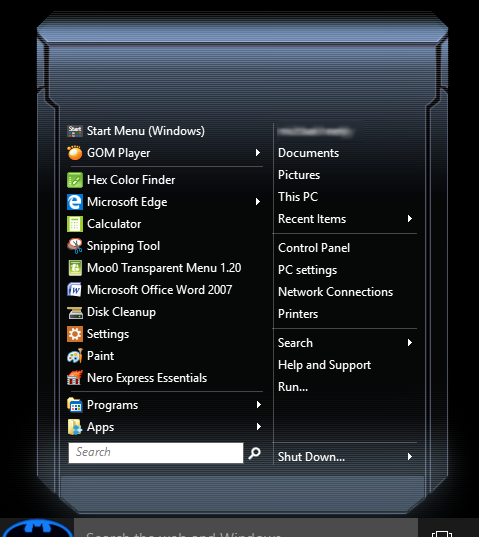 Start Menu (Windows)
GOM Player
Hex Color Finder
Microsoft Edge
Calculator
Snipping Tool
Moo0 Transparent Menu 1.20
Microsoft Office Word 2007
Disk Cleanup
Settings
Paint
Nero Express Essentials
Programs
Apps
Search
Documents
Pictures
This PC
Recent Items
Control Panel
PC settings
Network Connections
Printers
Search
Help and Support
Run...
Shut Down...
Search the web and Windows